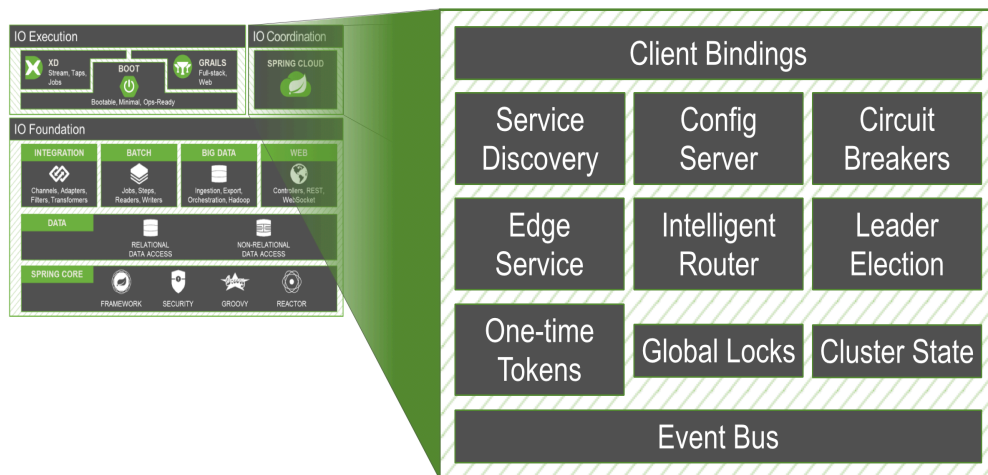 IO Execution
IO Coordination
XD
Stream, Taps,
Jobs
BOOT
GRAILS
Full-stack,
Web
Bootable, Minimal, Ops-Ready
SPRING CLOUD
IO Foundation
INTEGRATION
Channels, Adapters,
Filters, Transformers
BATCH
Jobs, Steps,
Readers, Writers
BIG DATA
Ingestion, Export,
Orchestration, Hadoop
WEB
Controllers, REST,
WebSocket
DATA
RELATIONAL
DATA ACCESS
NON-RELATIONAL
DATA ACCESS
SPRING CORE
FRAMEWORK
SECURITY
GROOVY
REACTOR
Client Bindings
Service
Discovery
Config
Server
Circuit
Breakers
Edge
Service
Intelligent
Router
Leader
Election
One-time
Tokens
Global Locks
Cluster State
Event Bus